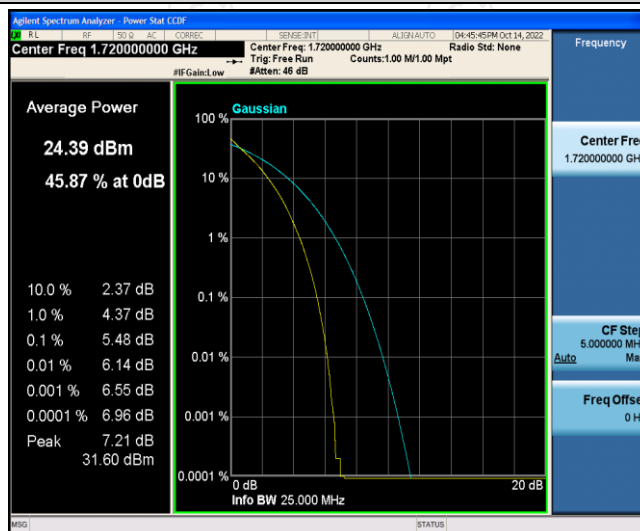 Agilent Spectrum Analyzer - Power Stat CCDF
RL RF 50 Ω AC CORREC SENSE:INT ALIGNAUTO 04:45:45PM Oct 14, 2022
Center Freq 1.720000000 GHz
Center Freq: 1.720000000 GHz Radio Std: None
Trig: Free Run Counts:1.00 M/1.00 Mpt
#IFGain:Low #Atten: 46 dB
Frequency
Average Power
24.39 dBm
45.87 % at 0dB
10.0 % 2.37 dB
1.0 % 4.37 dB
0.1 % 5.48 dB
0.01 % 6.14 dB
0.001 % 6.55 dB
0.0001 % 6.96 dB
Peak 7.21 dB
31.60 dBm
Gaussian
100 %
10 %
1 %
0.1 %
0.01 %
0.001 %
0.0001 %
0 dB 20 dB
Info BW 25.000 MHz
Center Fre
1.720000000 GH
CF Step
5.000000 MH
Auto Ma
Freq Offse
0 H
MSG STATUS